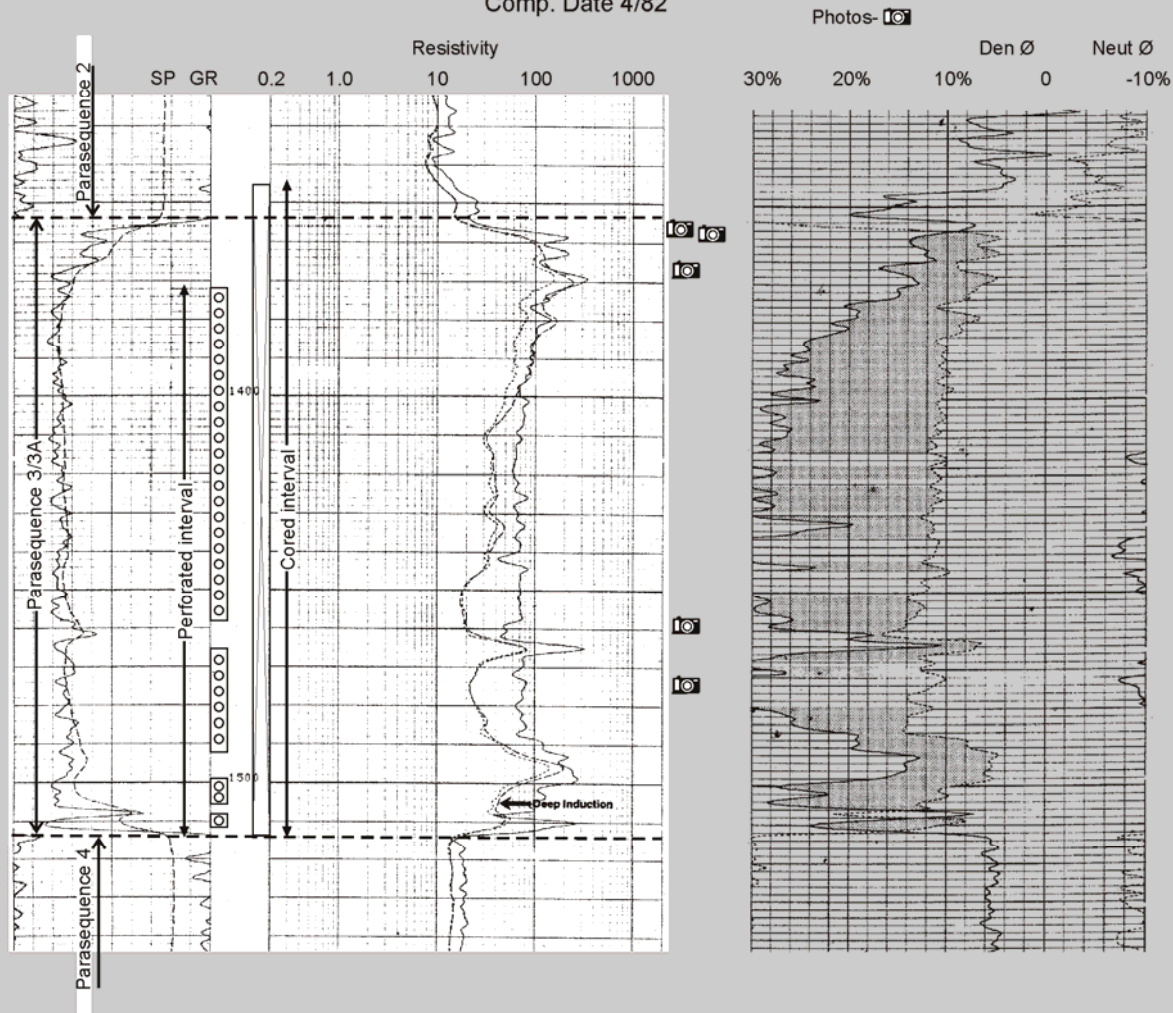 Comp. Date 4/82
Photos-
Resistivity
Den Ø
Neut Ø
SP
GR
0.2
1.0
10
100
1000
30%
20%
10%
0
-10%
Parasequence 2
Parasequence 3/3A
Perforated interval
Cored interval
1400
1500
Deep Induction
Parasequence 4